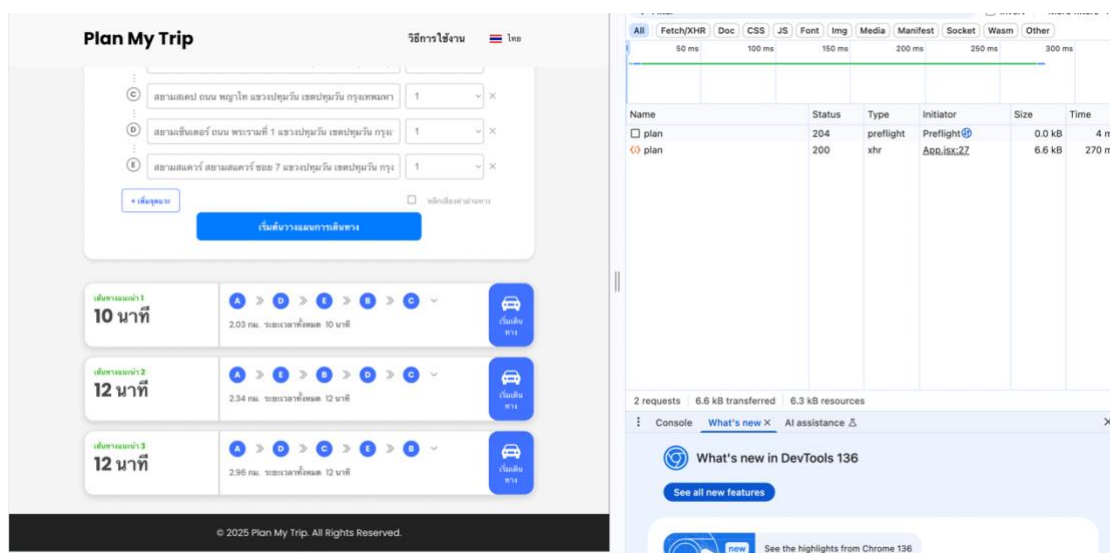 Plan My Trip
วิธีการใช้งาน
ไทย
C
สยามสเคป ถนน พญาไท แขวงปทุมวัน เขตปทุมวัน กรุงเทพมหา
1
D
สยามเซ็นเตอร์ ถนน พระรามที่ 1 แขวงปทุมวัน เขตปทุมวัน กรุงเ
1
E
สยามสแควร์ สยามสแควร์ ซอย 7 แขวงปทุมวัน เขตปทุมวัน กรุง
1
+ เพิ่มจุดแวะ
หลีกเลี่ยงค่าผ่านทาง
เริ่มต้นวางแผนการเดินทาง
เส้นทางแนะนำ 1
10 นาที
A D E B C
2.03 กม. ระยะเวลาทั้งหมด 10 นาที
เริ่มเดิน
ทาง
เส้นทางแนะนำ 2
12 นาที
A E B D C
2.34 กม. ระยะเวลาทั้งหมด 12 นาที
เริ่มเดิน
ทาง
เส้นทางแนะนำ 3
12 นาที
A D C E B
2.96 กม. ระยะเวลาทั้งหมด 12 นาที
เริ่มเดิน
ทาง
© 2025 Plan My Trip. All Rights Reserved.
All Fetch/XHR Doc CSS JS Font Img Media Manifest Socket Wasm Other
50 ms 100 ms 150 ms 200 ms 250 ms 300 ms
Name Status Type Initiator Size Time
plan 204 preflight Preflight 0.0 kB 4 m
plan 200 xhr App.jsx:27 6.6 kB 270 m
2 requests 6.6 kB transferred 6.3 kB resources
Console What's new AI assistance
What's new in DevTools 136
See all new features
new
See the highlights from Chrome 136